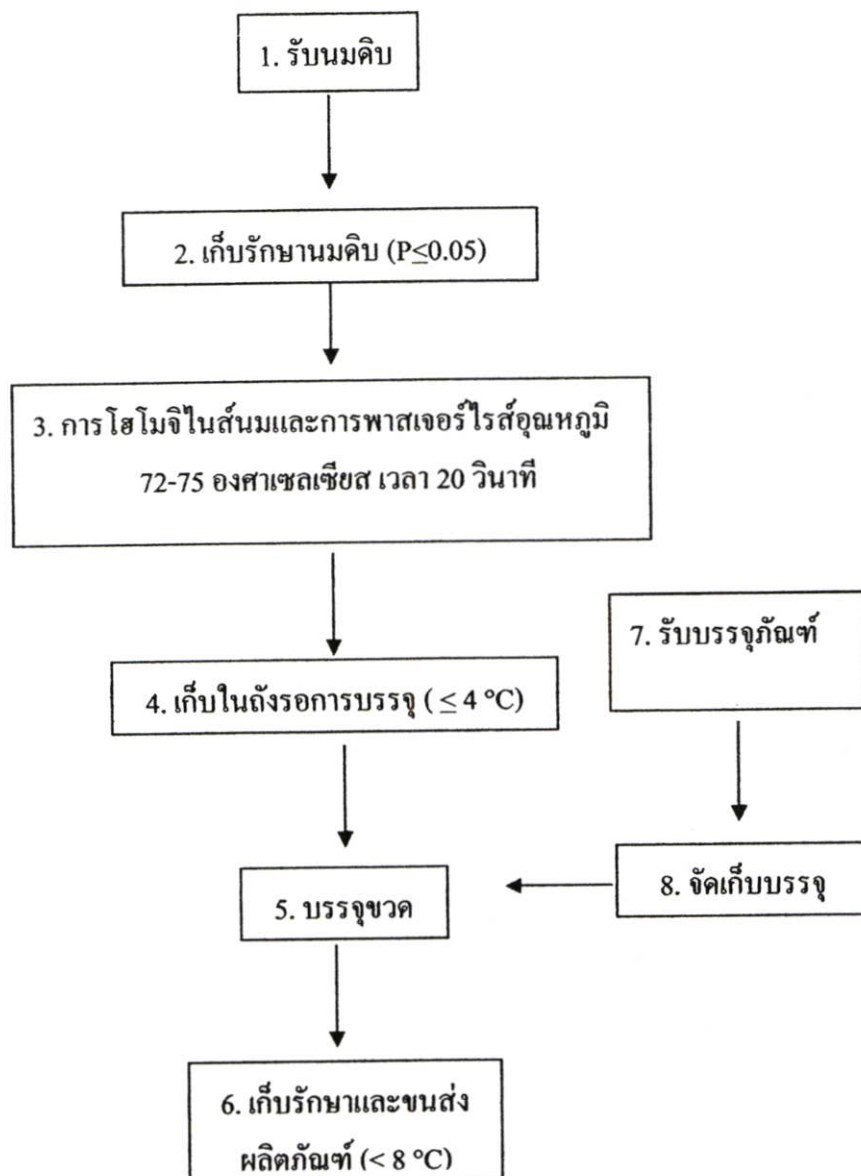 1. รับนมดิบ
2. เก็บรักษานมดิบ (P≤0.05)
3. การโฮโมจิไนส์นมและการพาสเจอร์ไรส์อุณหภูมิ
72-75 องศาเซลเซียส เวลา 20 วินาที
7. รับบรรจุภัณฑ์
4. เก็บในถังรอการบรรจุ ( ≤ 4 °C)
8. จัดเก็บบรรจุ
5. บรรจุขวด
6. เก็บรักษาและขนส่ง
ผลิตภัณฑ์ (< 8 °C)